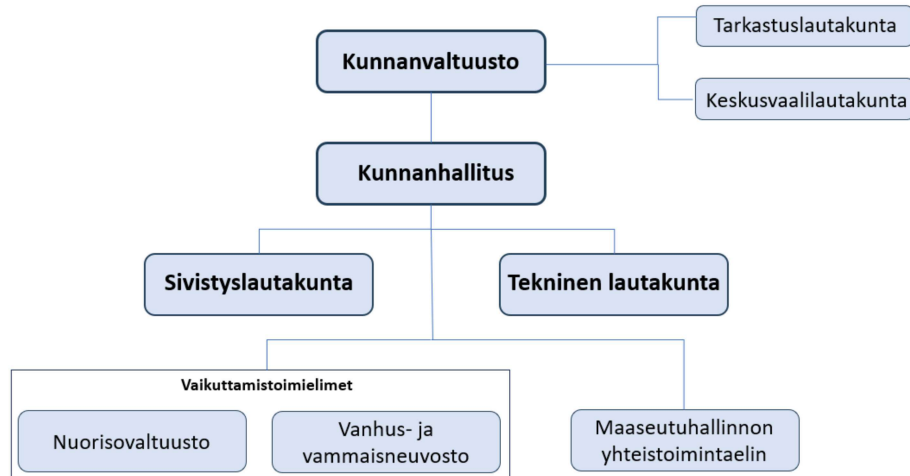 Tarkastuslautakunta
Kunnanvaltuusto
Keskusvaalilautakunta
Kunnanhallitus
Sivistyslautakunta
Tekninen lautakunta
Vaikuttamistoimielimet
Nuorisovaltuusto
Vanhus- ja
vammaisneuvosto
Maaseutuhallinnon
yhteistoimintaelin